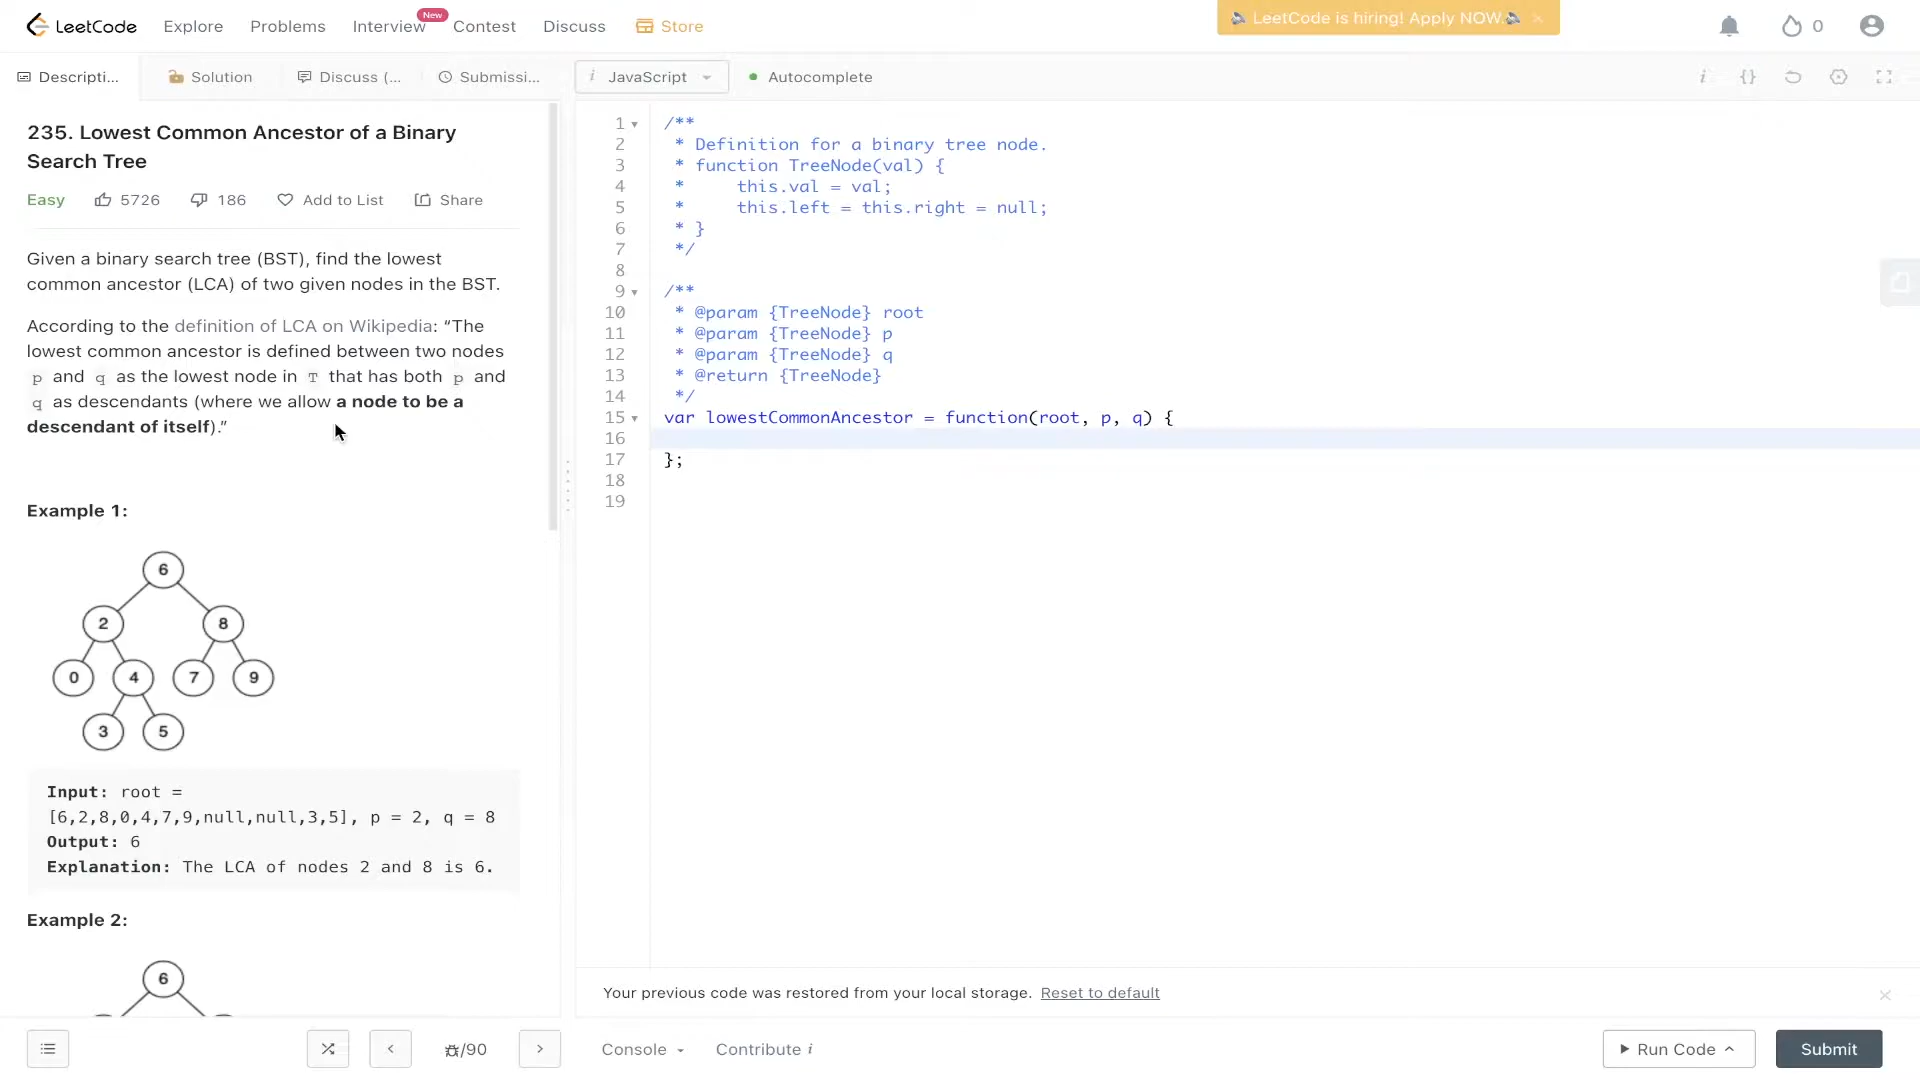 LeetCode
Explore
Problems
Interview
New
Contest
Discuss
Store
LeetCode is hiring! Apply NOW.
0
Descripti...
Solution
Discuss (...
Submissi...
i JavaScript
Autocomplete
i
{}
235. Lowest Common Ancestor of a Binary
Search Tree
Easy
5726
186
Add to List
Share
Given a binary search tree (BST), find the lowest
common ancestor (LCA) of two given nodes in the BST.
According to the definition of LCA on Wikipedia: “The
lowest common ancestor is defined between two nodes
p and q as the lowest node in T that has both p and
q as descendants (where we allow a node to be a
descendant of itself).”
Example 1:
6
2 8
0 4 7 9
3 5
Input: root =
[6,2,8,0,4,7,9,null,null,3,5], p = 2, q = 8
Output: 6
Explanation: The LCA of nodes 2 and 8 is 6.
Example 2:
6
1 /**
2 * Definition for a binary tree node.
3 * function TreeNode(val) {
4 *     this.val = val;
5 *     this.left = this.right = null;
6 * }
7 */
8
9 /**
10 * @param {TreeNode} root
11 * @param {TreeNode} p
12 * @param {TreeNode} q
13 * @return {TreeNode}
14 */
15 var lowestCommonAncestor = function(root, p, q) {
16
17 };
18
19
Your previous code was restored from your local storage. Reset to default
/90
Console
Contribute i
Run Code
Submit